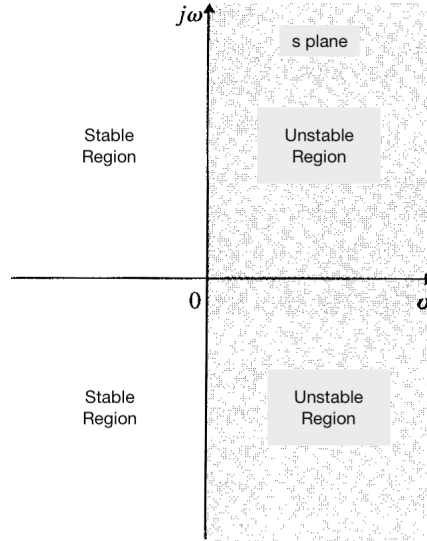 jω
s plane
Stable
Region
Unstable
Region
0
σ
Stable
Region
Unstable
Region